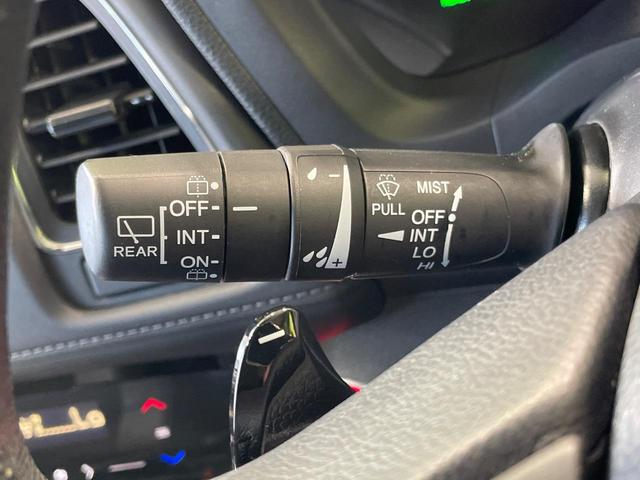 REAR
OFF
INT
ON
-
+
PULL
MIST
OFF
INT
LO
HI